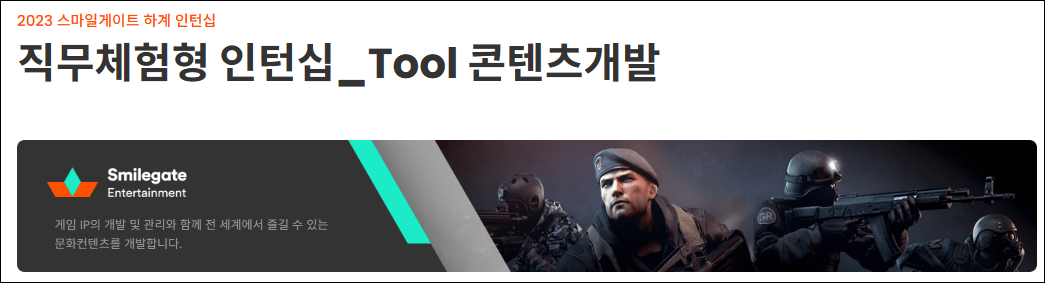 2023 스마일게이트 하계 인턴십
직무체험형 인턴십_Tool 콘텐츠개발
Smilegate
Entertainment
게임 IP의 개발 및 관리와 함께 전 세계에서 즐길 수 있는
문화컨텐츠를 개발합니다.
GR